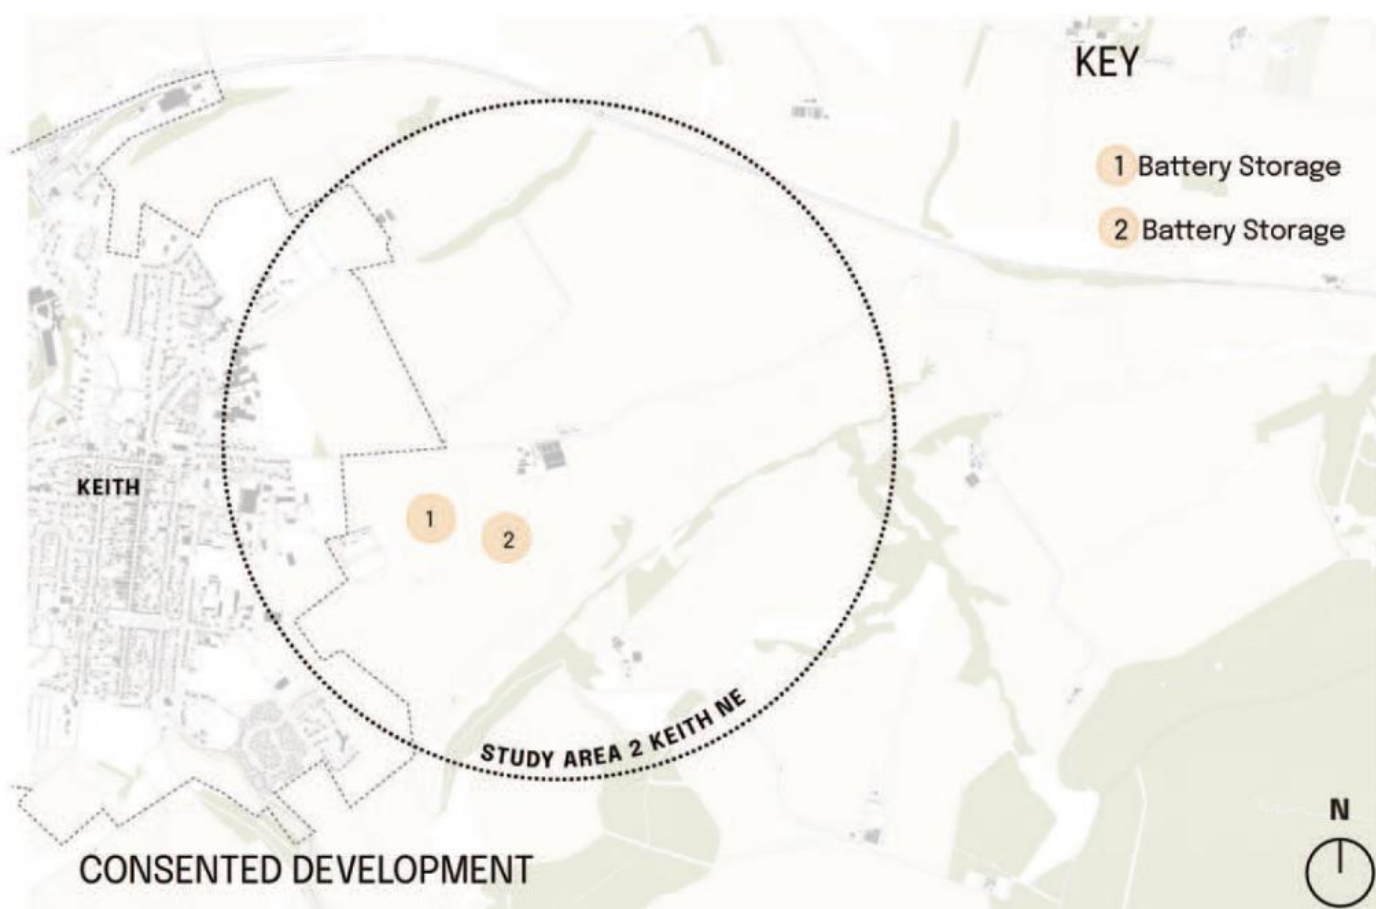 KEY
1 Battery Storage
2 Battery Storage
KEITH
1
2
STUDY AREA 2 KEITH NE
N
CONSENTED DEVELOPMENT